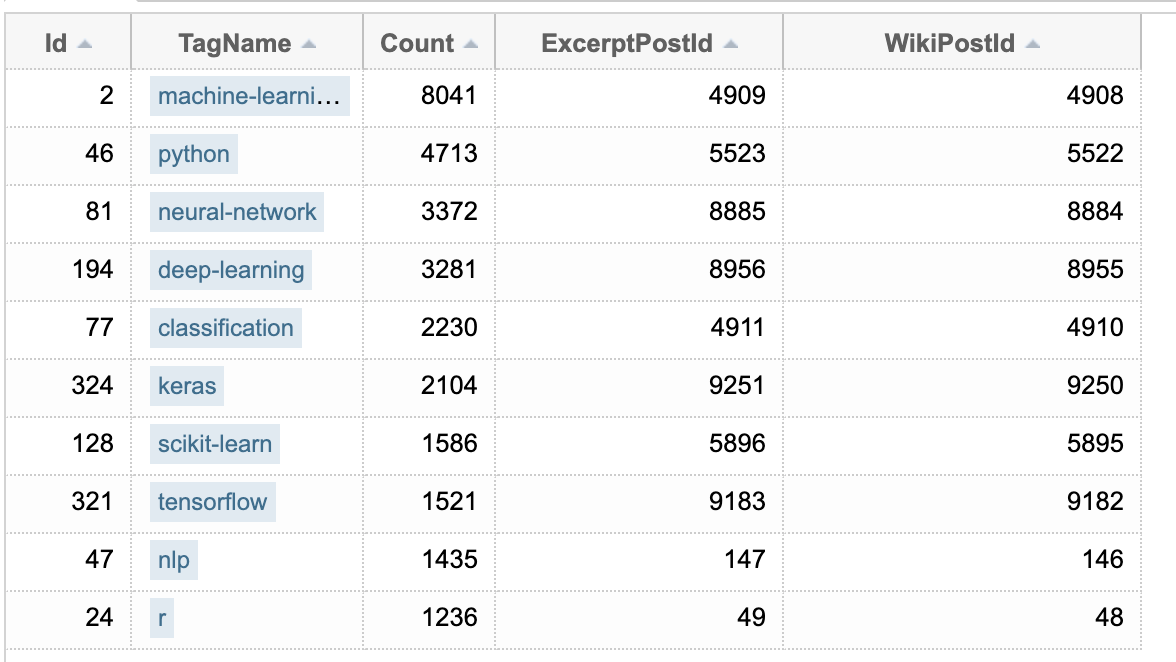 Id TagName Count ExcerptPostId WikiPostId
2 machine-learni... 8041 4909 4908
46 python 4713 5523 5522
81 neural-network 3372 8885 8884
194 deep-learning 3281 8956 8955
77 classification 2230 4911 4910
324 keras 2104 9251 9250
128 scikit-learn 1586 5896 5895
321 tensorflow 1521 9183 9182
47 nlp 1435 147 146
24 r 1236 49 48